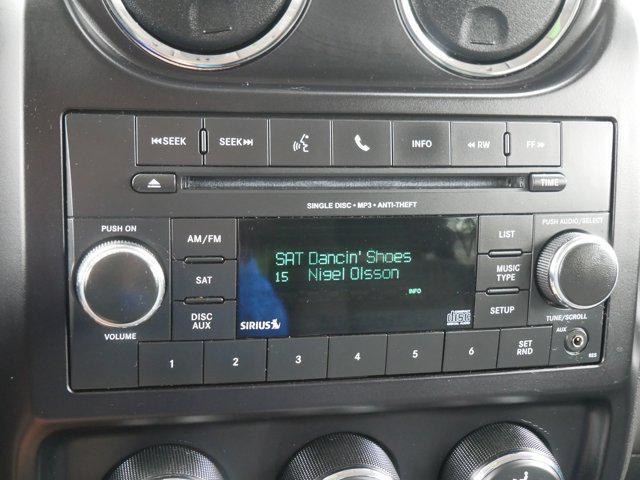 SEEK SEEK INFO RW FF
TIME
SINGLE DISC • MP3 • ANTI-THEFT
PUSH ON
VOLUME
AM/FM
SAT
DISC
AUX
SAT Dancin' Shoes
15 Nigel Olsson
INFO
SIRIUS
disc
LIST
MUSIC
TYPE
SETUP
PUSH AUDIO/SELECT
TUNE/SCROLL
1 2 3 4 5 6
SET
RND
AUX
RES